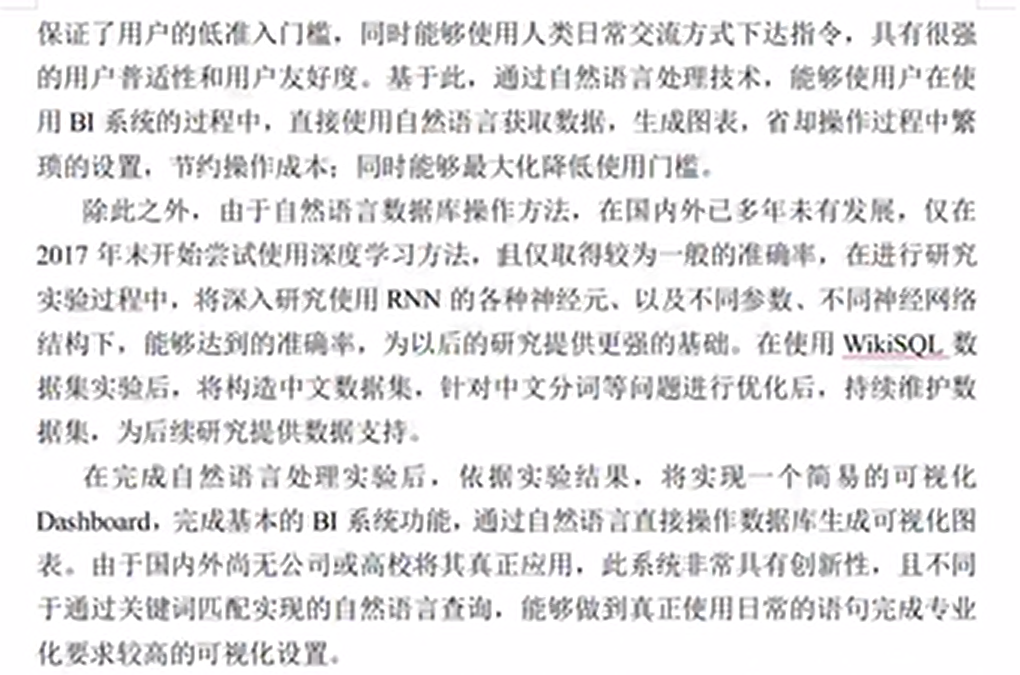 保证了用户的低准入门槛，同时能够使用人类日常交流方式下达指令，具有很强
的用户普适性和用户友好度。基于此，通过自然语言处理技术，能够使用户在使
用 BI 系统的过程中，直接使用自然语言获取数据，生成图表，省却操作过程中繁
琐的设置，节约操作成本；同时能够最大化降低使用门槛。
除此之外，由于自然语言数据库操作方法，在国内外已多年未有发展，仅在
2017 年末开始尝试使用深度学习方法，且仅取得较为一般的准确率，在进行研究
实验过程中，将深入研究使用 RNN 的各种神经元、以及不同参数、不同神经网络
结构下，能够达到的准确率，为以后的研究提供更强的基础。在使用 WikiSQL 数
据集实验后，将构造中文数据集，针对中文分词等问题进行优化后，持续维护数
据集，为后续研究提供数据支持。
在完成自然语言处理实验后，依据实验结果，将实现一个简易的可视化
Dashboard，完成基本的 BI 系统功能，通过自然语言直接操作数据库生成可视化图
表。由于国内外尚无公司或高校将其真正应用，此系统非常具有创新性，且不同
于通过关键词匹配实现的自然语言查询，能够做到真正使用日常的语句完成专业
化要求较高的可视化设置。